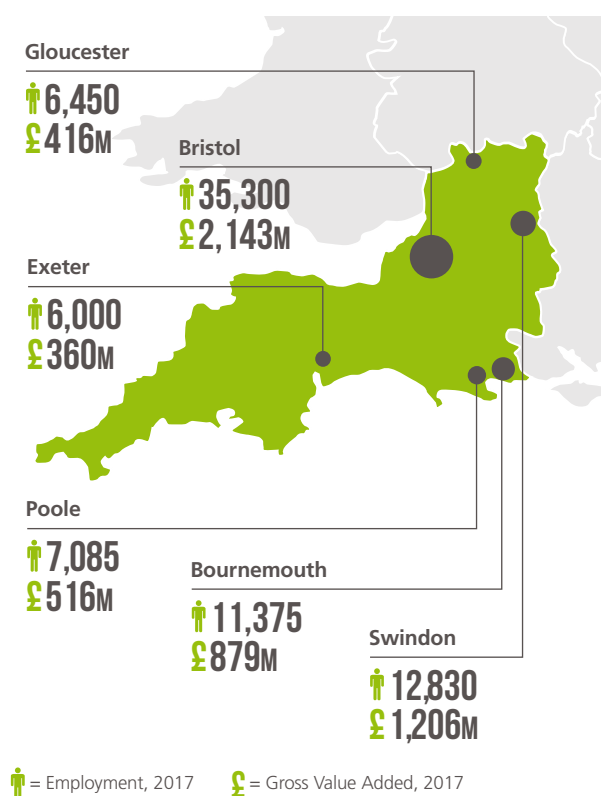 Gloucester
6,450
£416M
Bristol
35,300
£2,143M
Exeter
6,000
£360M
Poole
7,085
£516M
Bournemouth
11,375
£879M
Swindon
12,830
£1,206M
= Employment, 2017 £ = Gross Value Added, 2017